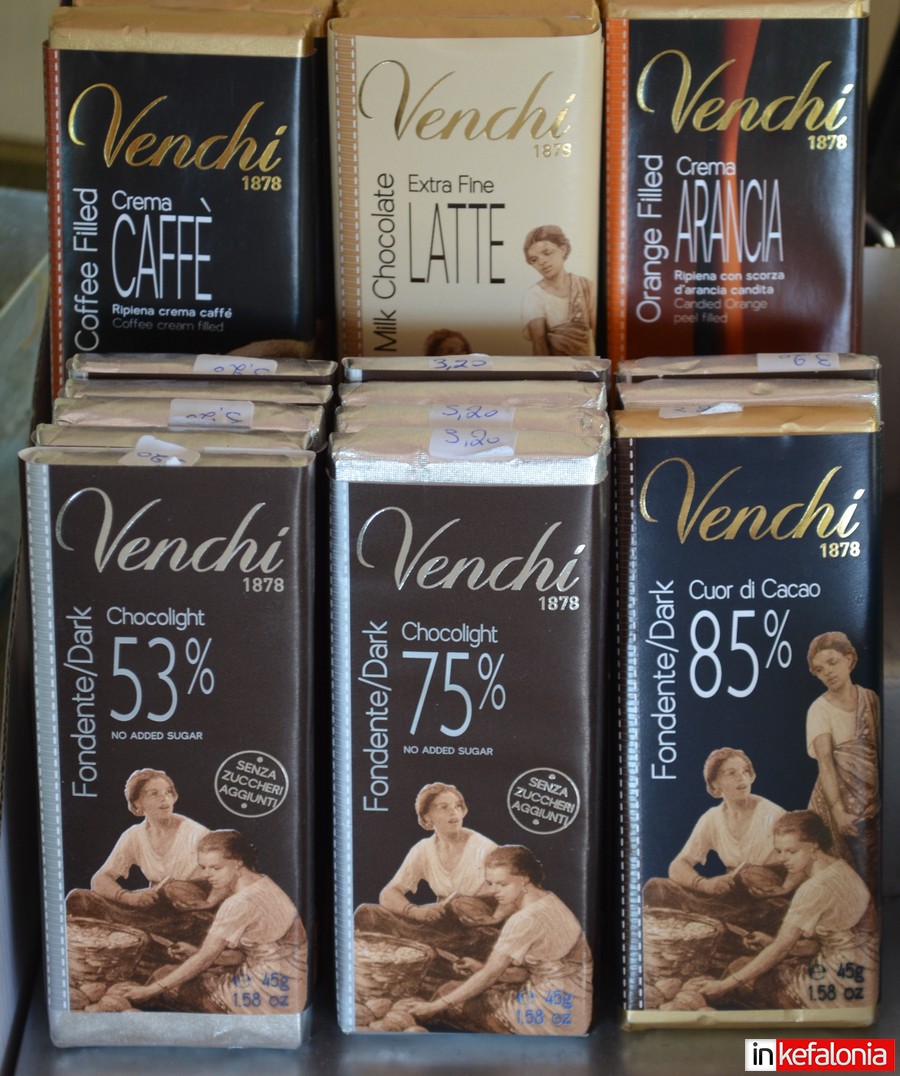 Venchi
1878
Coffee Filled
Crema
CAFFÈ
Ripiena crema caffé
Coffee cream filled
Venchi
1878
Milk Chocolate
Extra Fine
LATTE
Venchi
1878
Orange Filled
Crema
ARANCIA
Ripiena con scorza
d'arancia candita
Candied Orange
peel filled
3,20
3,20
3,20
Venchi
1878
Fondente/Dark
Chocolight
53%
NO ADDED SUGAR
SENZA
ZUCCHERI
AGGIUNTI
e 45g
1.58 oz
Venchi
1878
Fondente/Dark
Chocolight
75%
NO ADDED SUGAR
SENZA
ZUCCHERI
AGGIUNTI
e 45g
1.58 oz
Venchi
1878
Fondente/Dark
Cuor di Cacao
85%
e 45g
1.58 oz
inkefalonia